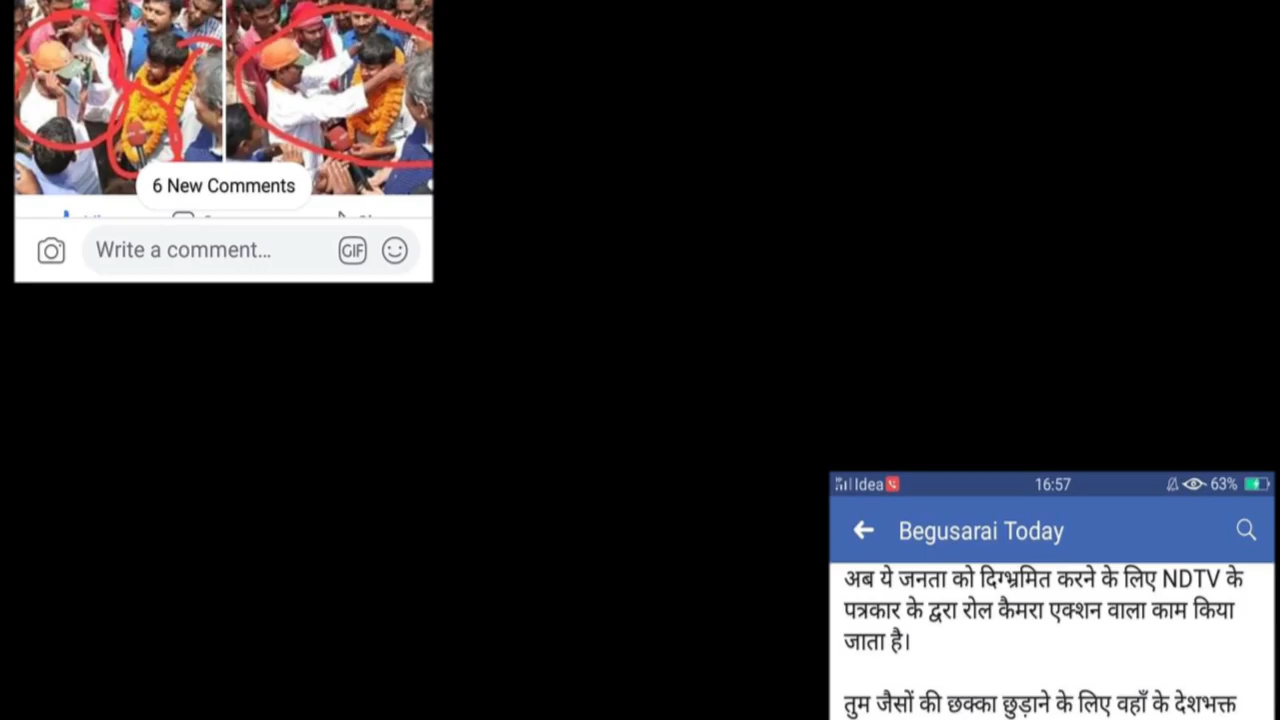 6 New Comments
Write a comment...
GIF
Idea
16:57
63%
Begusarai Today
अब ये जनता को दिग्भ्रमित करने के लिए NDTV के
पत्रकार के द्वरा रोल कैमरा एक्शन वाला काम किया
जाता है।
तुम जैसों की छक्का छुड़ाने के लिए वहाँ के देशभक्त